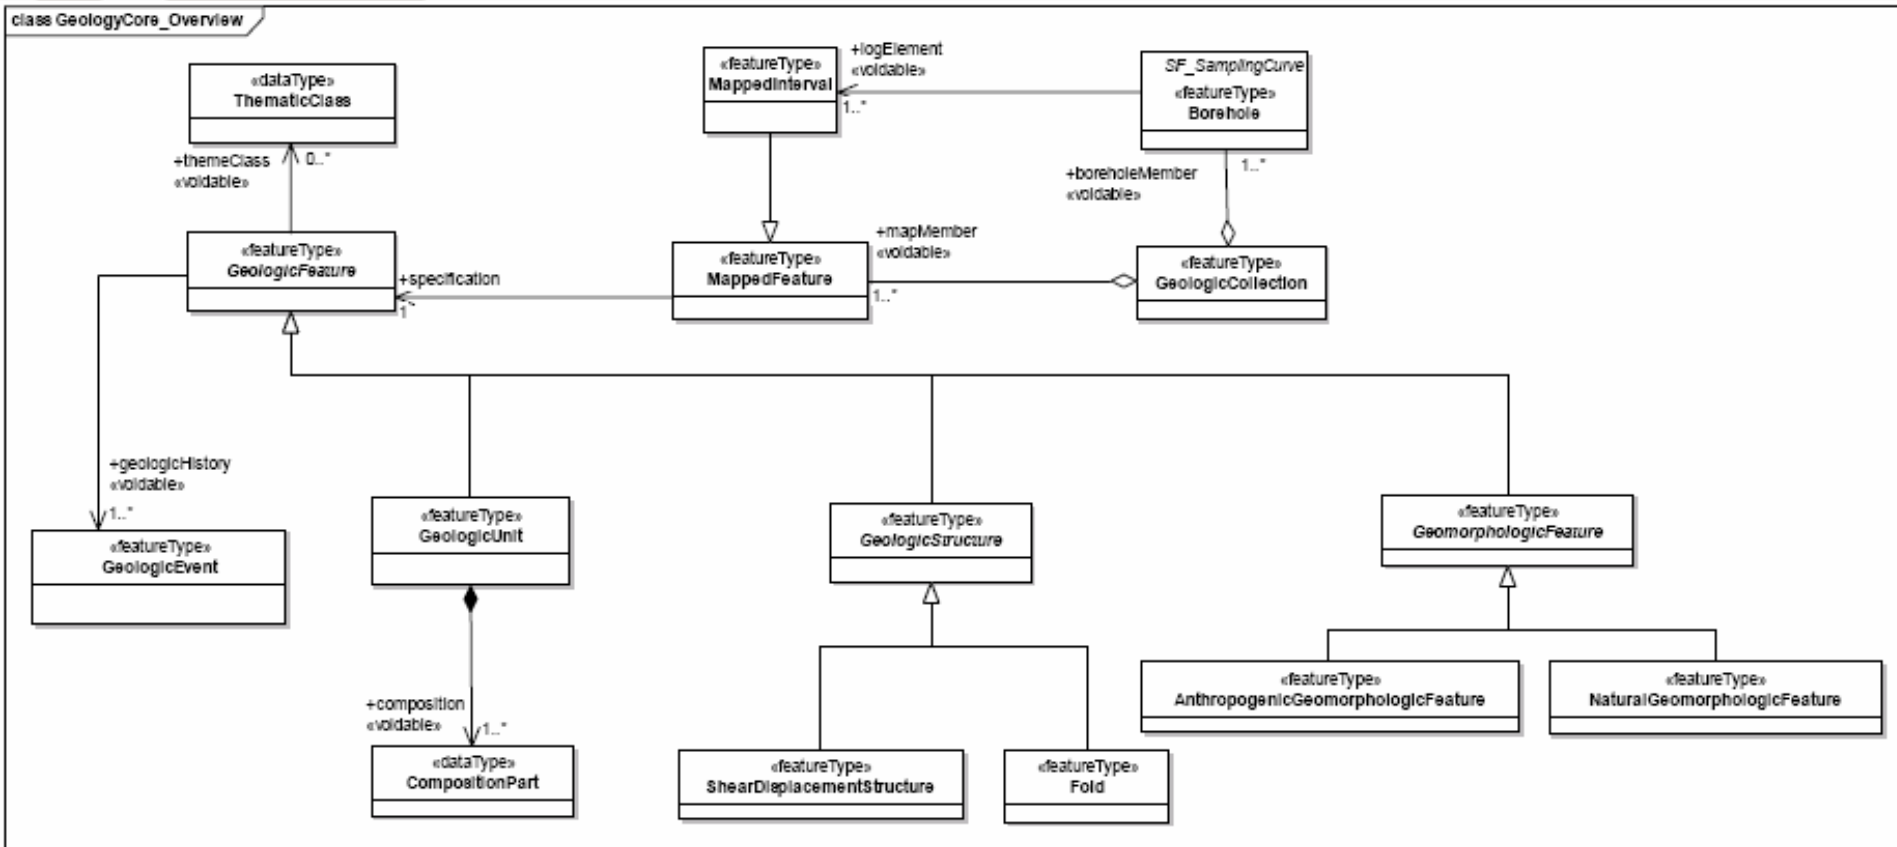 class GeologyCore_Overview
«dataType»
ThematicClass
+themeClass
«voidable»
0..*
«featureType»
MappedInterval
+logElement
«voidable»
1..*
SF_SamplingCurve
«featureType»
Borehole
+boreholeMember
«voidable»
1..*
«featureType»
GeologicFeature
+specification
1
«featureType»
MappedFeature
+mapMember
«voidable»
1..*
«featureType»
GeologicCollection
+geologicHistory
«voidable»
1..*
«featureType»
GeologicEvent
«featureType»
GeologicUnit
«featureType»
GeologicStructure
«featureType»
GeomorphologicFeature
+composition
«voidable»
1..*
«dataType»
CompositionPart
«featureType»
ShearDisplacementStructure
«featureType»
Fold
«featureType»
AnthropogenicGeomorphologicFeature
«featureType»
NaturalGeomorphologicFeature